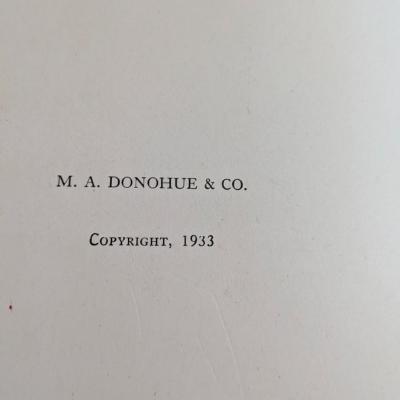 M. A. DONOHUE & CO.
COPYRIGHT, 1933